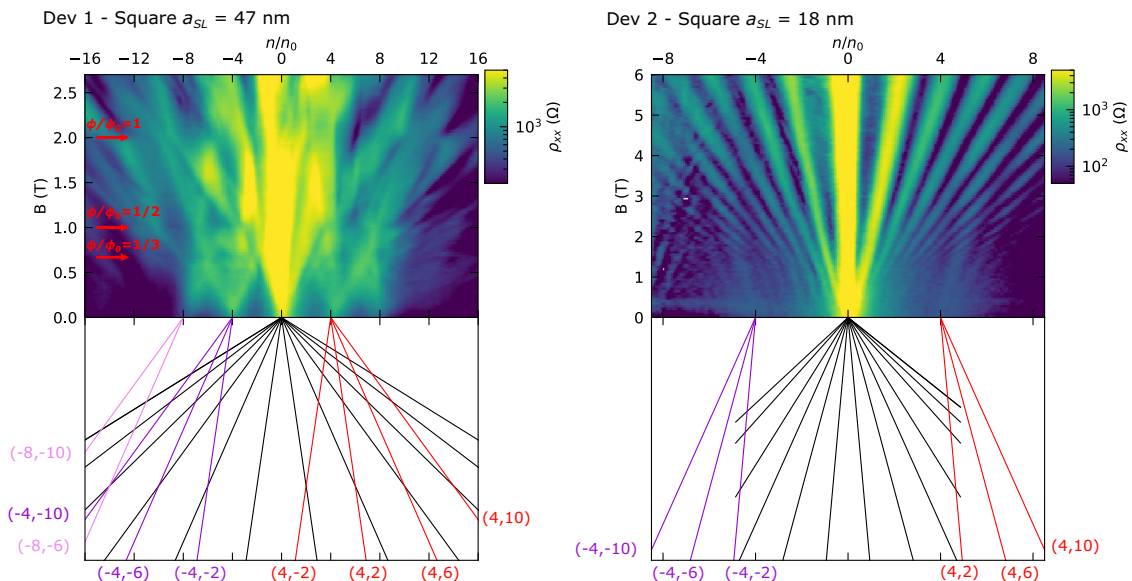 Dev 1 - Square a_SL = 47 nm
n/n₀
−16 −12 −8 −4 0 4 8 12 16
B (T)
2.5
2.0
1.5
1.0
0.5
0.0
ϕ/ϕ₀=1
ϕ/ϕ₀=1/2
ϕ/ϕ₀=1/3
10³
ρxx (Ω)
(-8,-10)
(-4,-10)
(-8,-6)
(-4,-6)
(-4,-2)
(4,-2)
(4,2)
(4,6)
(4,10)
Dev 2 - Square a_SL = 18 nm
n/n₀
−8 −4 0 4 8
B (T)
6
5
4
3
2
1
0
10³
10²
ρxx (Ω)
(-4,-10)
(-4,-6)
(-4,-2)
(4,2)
(4,6)
(4,10)